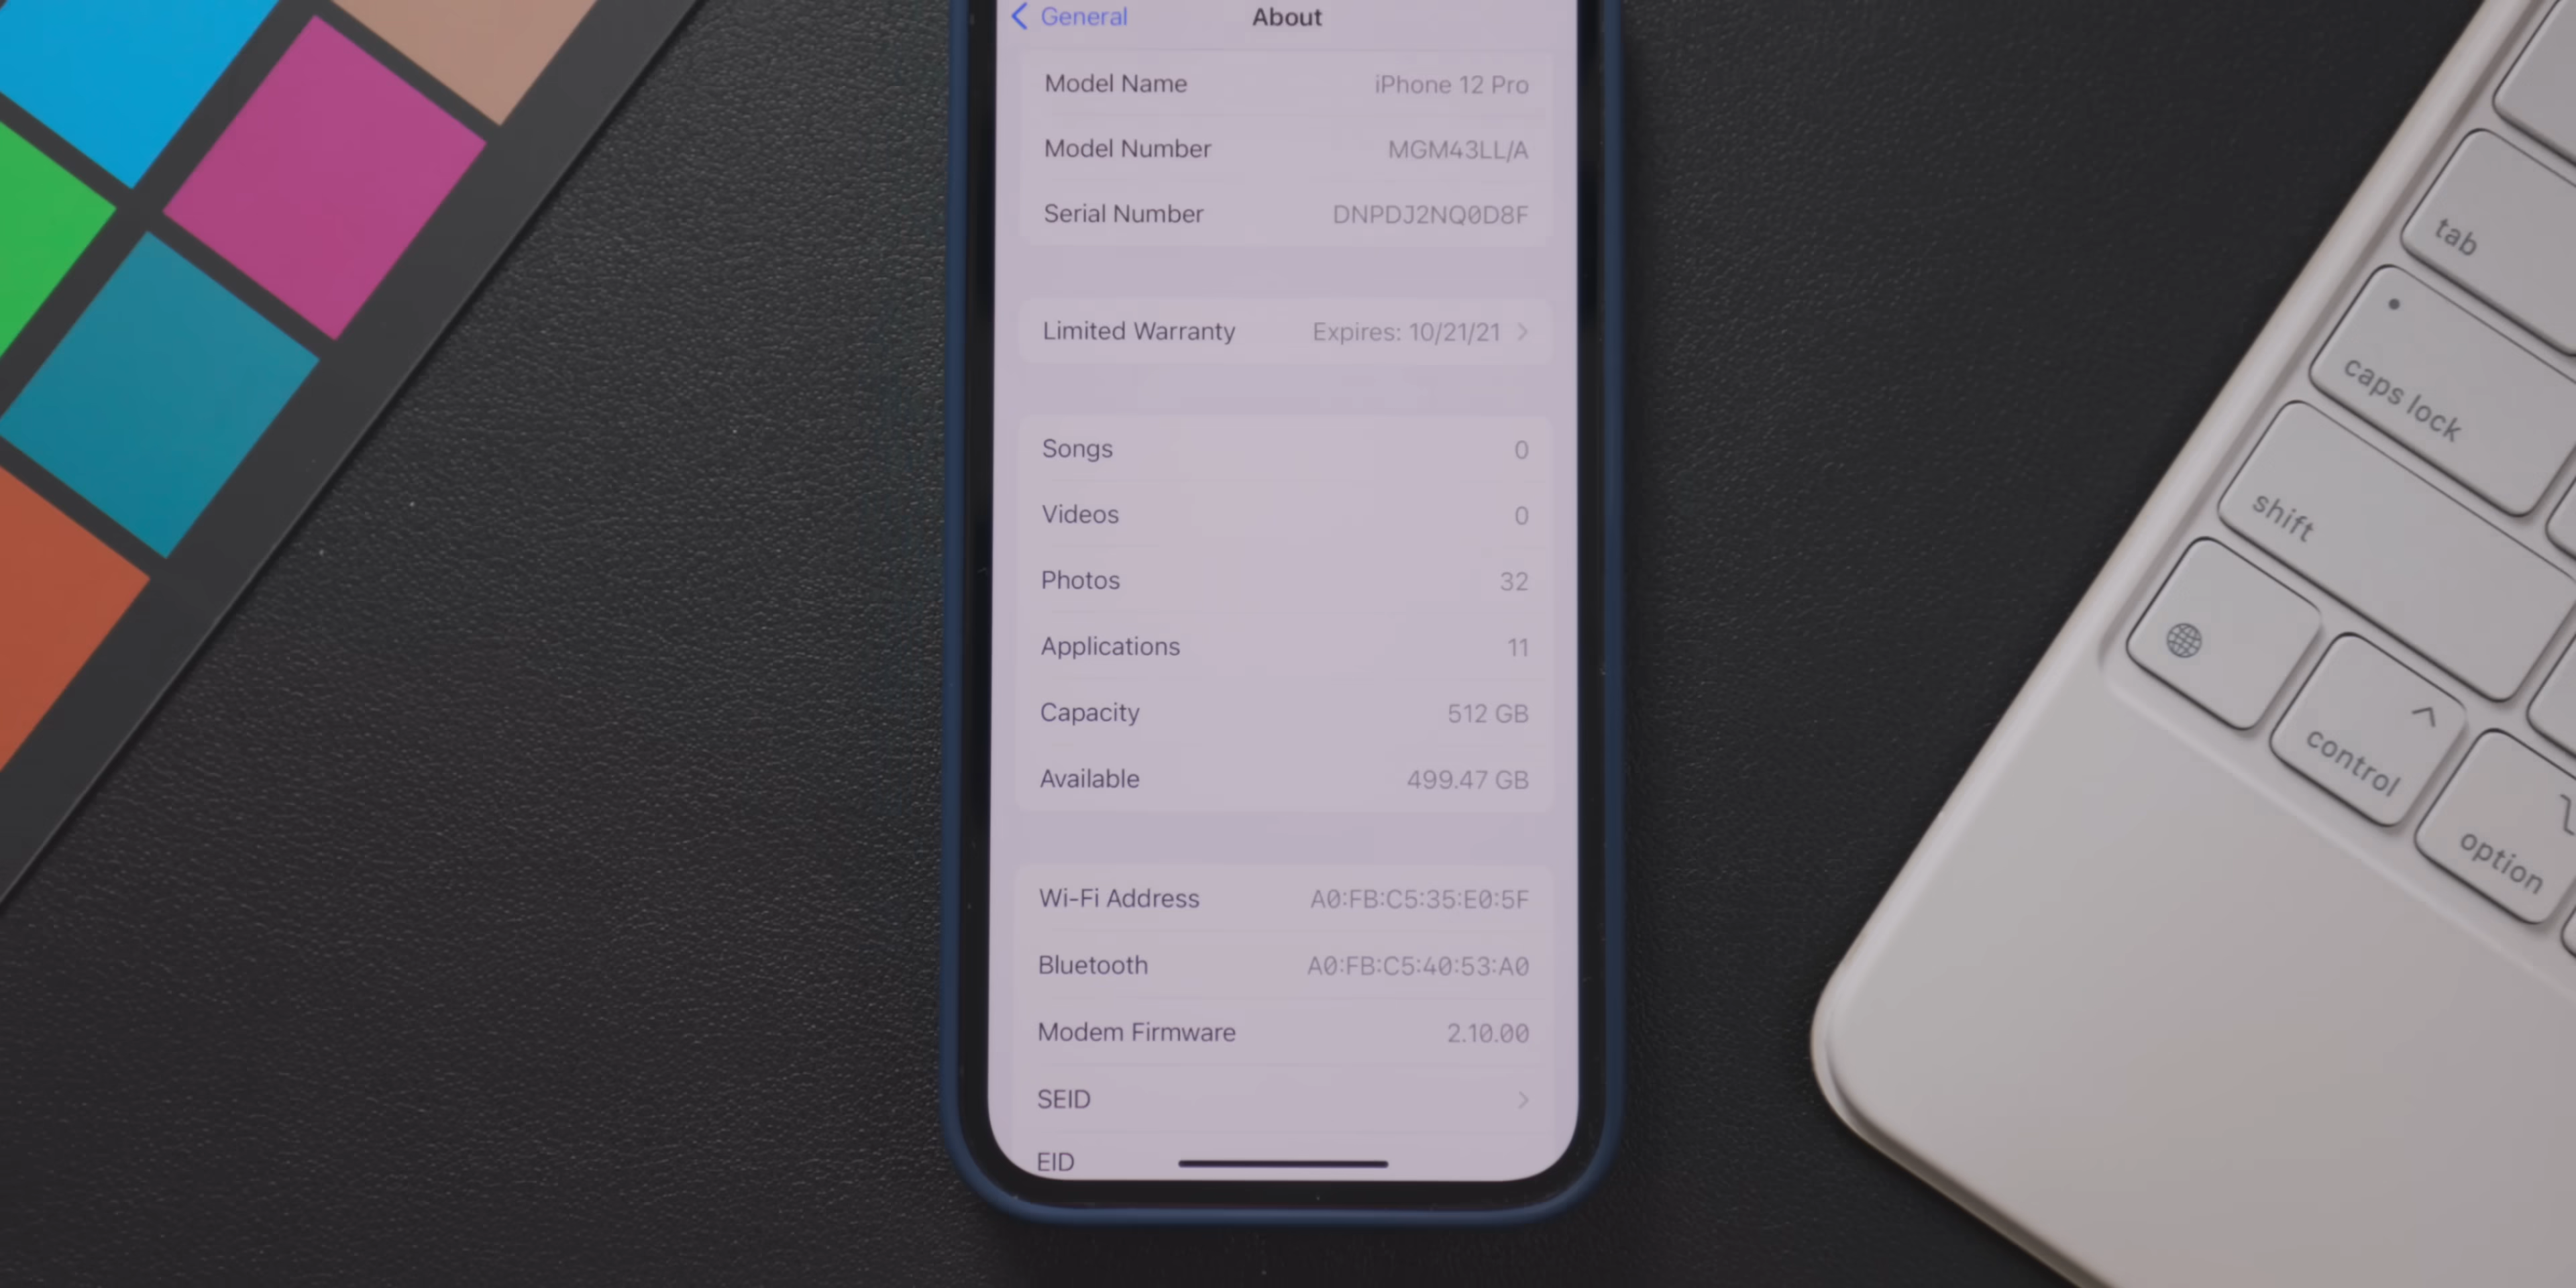 General About
Model Name iPhone 12 Pro
Model Number MGM43LL/A
Serial Number DNPDJ2NQ0D8F
Limited Warranty Expires: 10/21/21
Songs 0
Videos 0
Photos 32
Applications 11
Capacity 512 GB
Available 499.47 GB
Wi-Fi Address A0:FB:C5:35:E0:5F
Bluetooth A0:FB:C5:40:53:A0
Modem Firmware 2.10.00
SEID
EID
tab
caps lock
shift
control
option